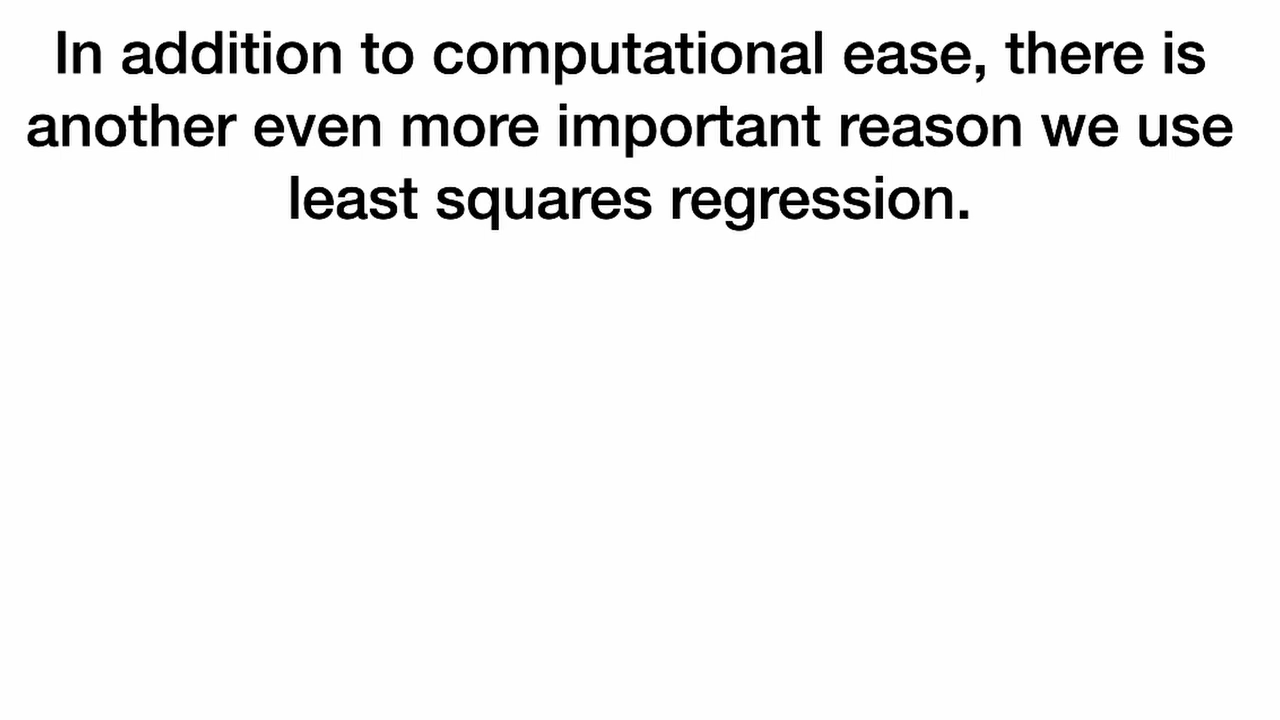 In addition to computational ease, there is
another even more important reason we use
least squares regression.